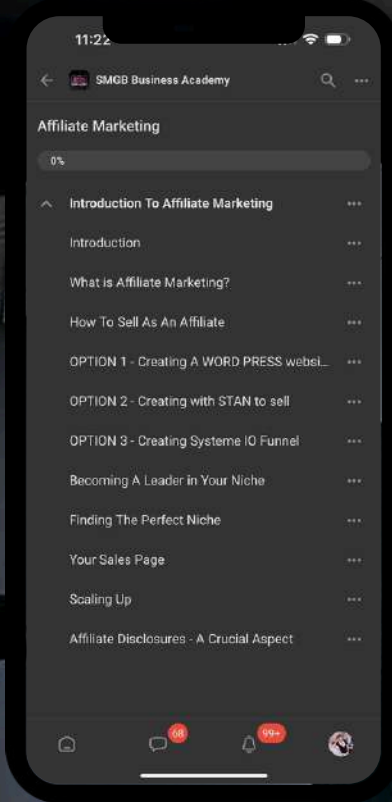 11:22
SMGB Business Academy
Affiliate Marketing
0%
Introduction To Affiliate Marketing
Introduction
What is Affiliate Marketing?
How To Sell As An Affiliate
OPTION 1 - Creating A WORD PRESS websi...
OPTION 2 - Creating with STAN to sell
OPTION 3 - Creating Systeme IO Funnel
Becoming A Leader in Your Niche
Finding The Perfect Niche
Your Sales Page
Scaling Up
Affiliate Disclosures - A Crucial Aspect
68
99+